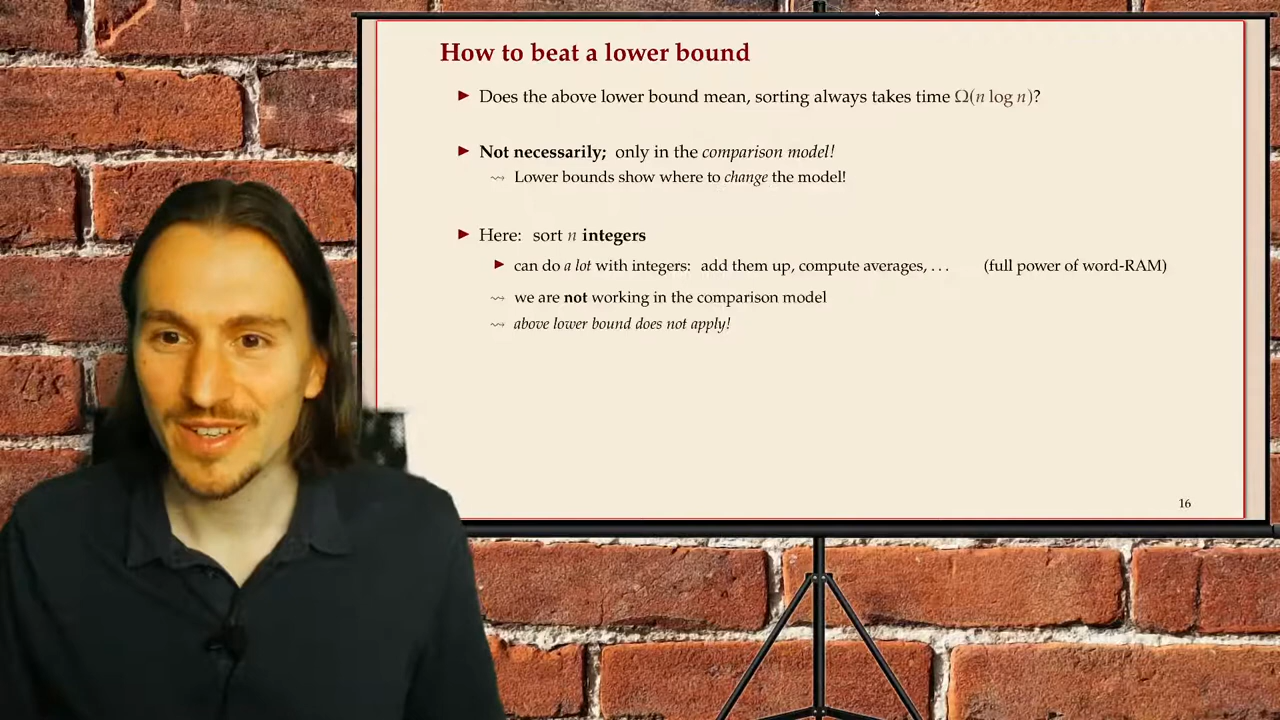 How to beat a lower bound
▶ Does the above lower bound mean, sorting always takes time Ω(n log n)?
▶ Not necessarily; only in the comparison model!
⇝ Lower bounds show where to change the model!
▶ Here: sort n integers
▶ can do a lot with integers: add them up, compute averages, . . . (full power of word-RAM)
⇝ we are not working in the comparison model
⇝ above lower bound does not apply!
16